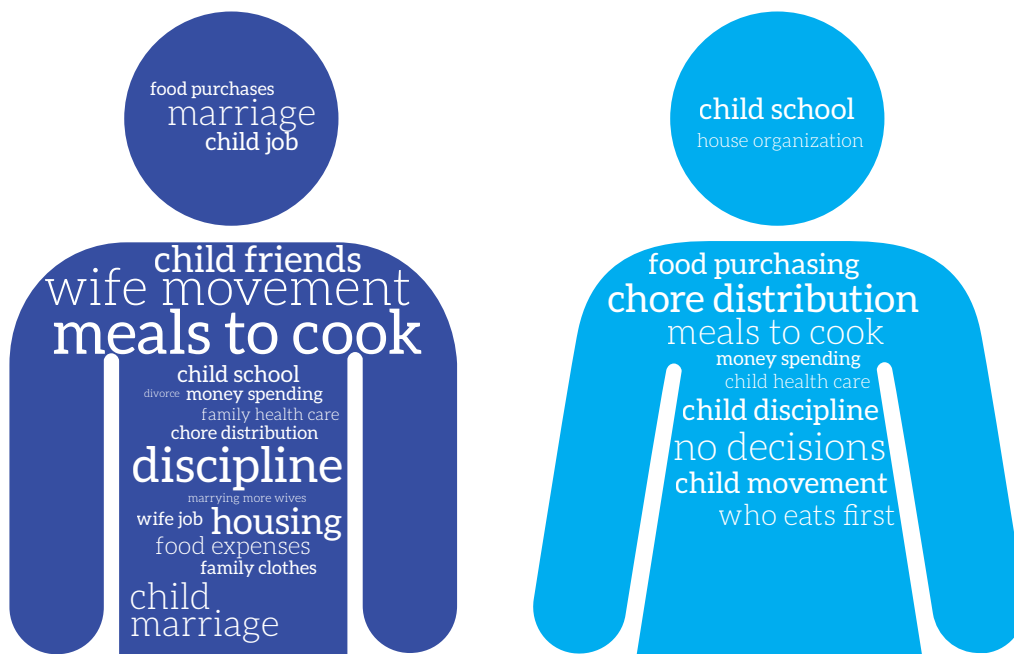 food purchases
marriage
child job
child friends
wife movement
meals to cook
child school
divorce money spending
family health care
chore distribution
discipline
marrying more wives
wife job housing
food expenses
family clothes
child
marriage
child school
house organization
food purchasing
chore distribution
meals to cook
money spending
child health care
child discipline
no decisions
child movement
who eats first